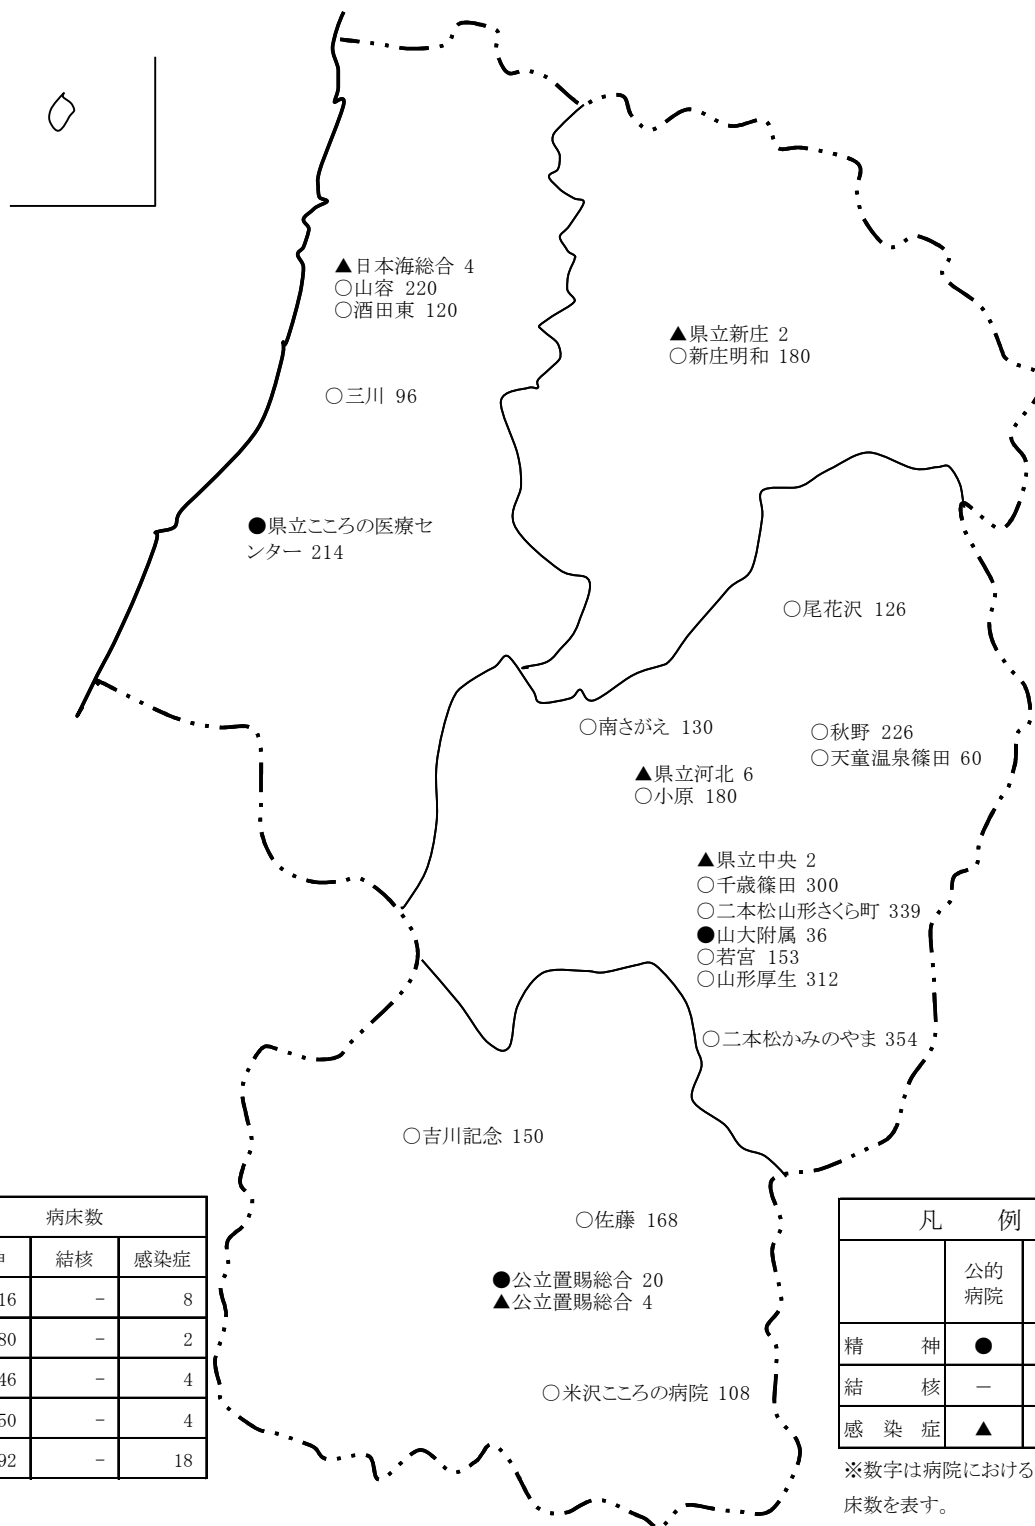 ▲日本海総合 4
○山容 220
○酒田東 120
▲県立新庄 2
○新庄明和 180
○三川 96
●県立こころの医療セ
ンター 214
○尾花沢 126
○南さがえ 130
○秋野 226
○天童温泉篠田 60
▲県立河北 6
○小原 180
▲県立中央 2
○千歳篠田 300
○二本松山形さくら町 339
●山大附属 36
○若宮 153
○山形厚生 312
○二本松かみのやま 354
○吉川記念 150
○佐藤 168
●公立置賜総合 20
▲公立置賜総合 4
○米沢こころの病院 108
病床数
結核 感染症
16 - 8
80 - 2
46 - 4
50 - 4
92 - 18
凡 例
公的
病院
精 神 ●
結 核 －
感 染 症 ▲
※数字は病院における
床数を表す。